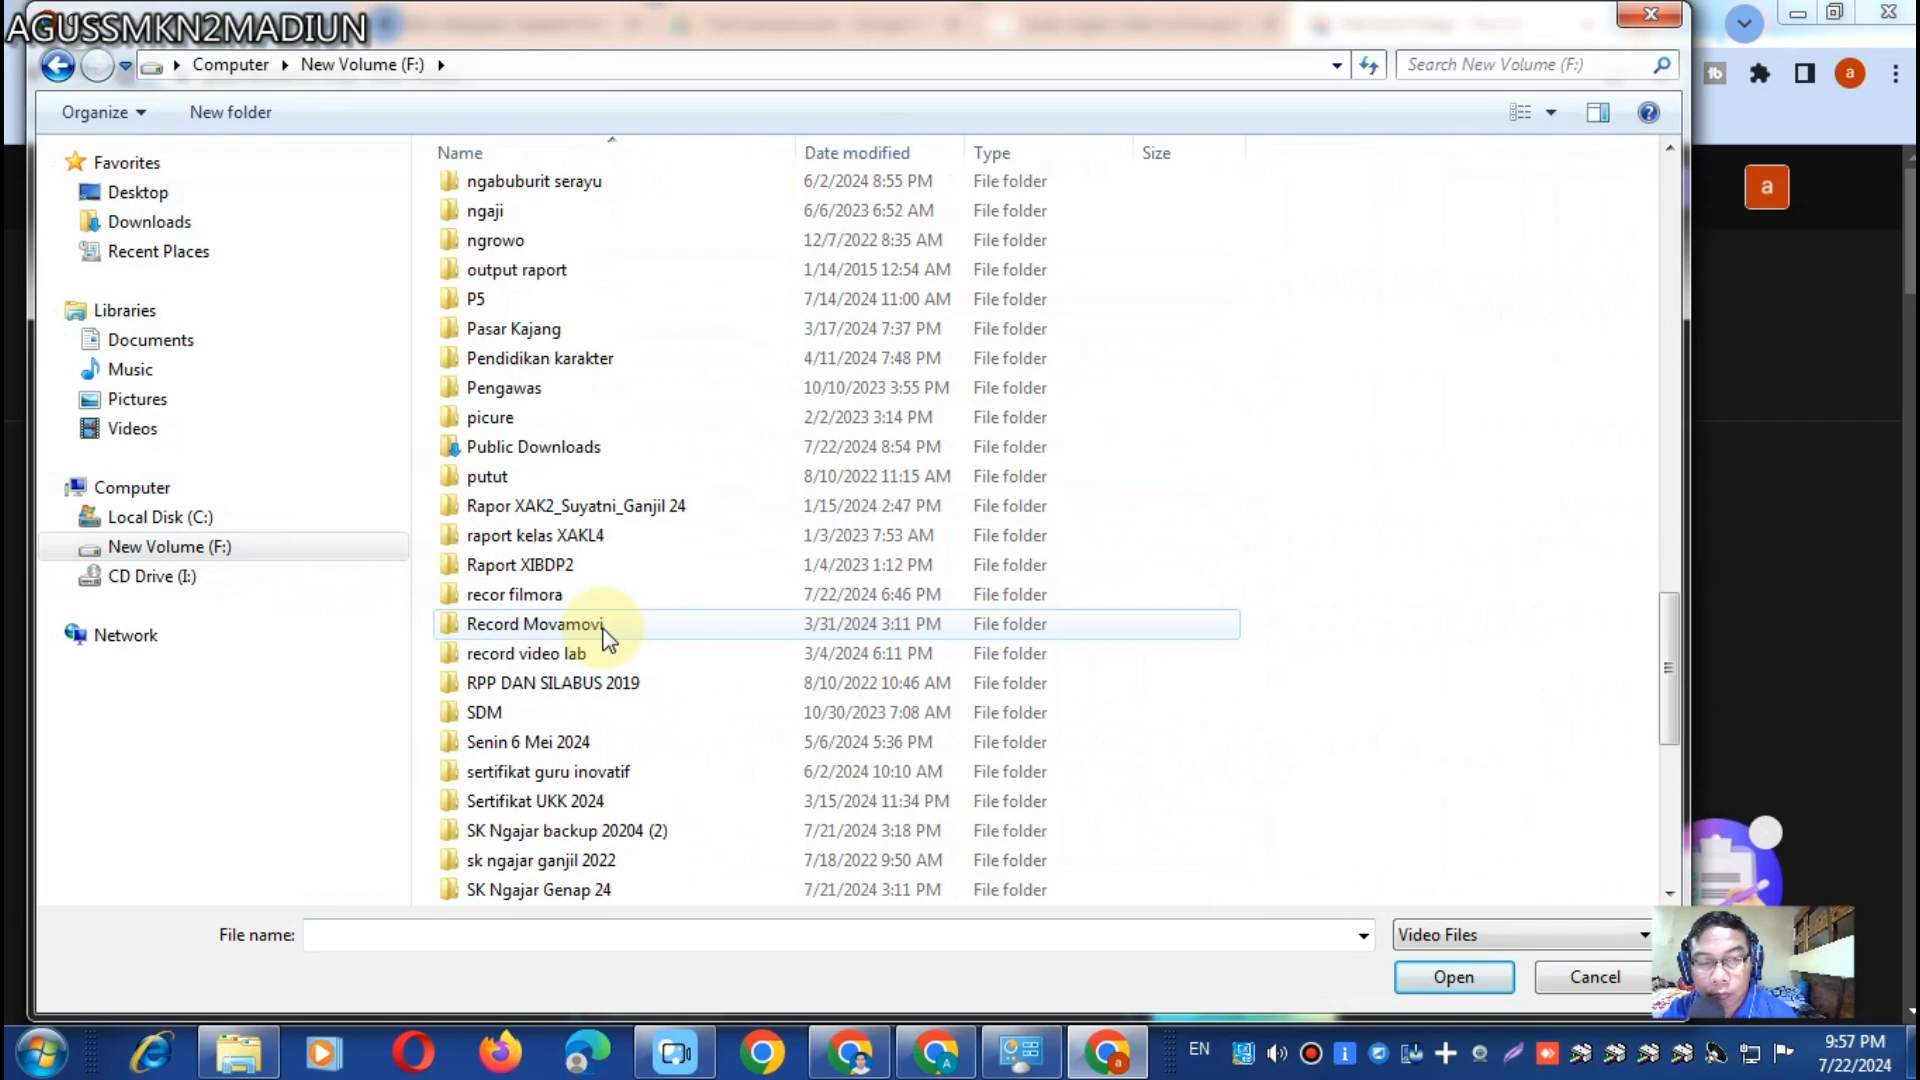 AGUSSMKN2MADIUN
Computer New Volume (F:)
Search New Volume (F:)
Organize New folder
Name Date modified Type Size
Favorites
Desktop
Downloads
Recent Places
Libraries
Documents
Music
Pictures
Videos
Computer
Local Disk (C:)
New Volume (F:)
CD Drive (I:)
Network
ngabuburit serayu 6/2/2024 8:55 PM File folder
ngaji 6/6/2023 6:52 AM File folder
ngrowo 12/7/2022 8:35 AM File folder
output raport 1/14/2015 12:54 AM File folder
P5 7/14/2024 11:00 AM File folder
Pasar Kajang 3/17/2024 7:37 PM File folder
Pendidikan karakter 4/11/2024 7:48 PM File folder
Pengawas 10/10/2023 3:55 PM File folder
picure 2/2/2023 3:14 PM File folder
Public Downloads 7/22/2024 8:54 PM File folder
putut 8/10/2022 11:15 AM File folder
Rapor XAK2_Suyatni_Ganjil 24 1/15/2024 2:47 PM File folder
raport kelas XAKL4 1/3/2023 7:53 AM File folder
Raport XIBDP2 1/4/2023 1:12 PM File folder
recor filmora 7/22/2024 6:46 PM File folder
Record Movamovi 3/31/2024 3:11 PM File folder
record video lab 3/4/2024 6:11 PM File folder
RPP DAN SILABUS 2019 8/10/2022 10:46 AM File folder
SDM 10/30/2023 7:08 AM File folder
Senin 6 Mei 2024 5/6/2024 5:36 PM File folder
sertifikat guru inovatif 6/2/2024 10:10 AM File folder
Sertifikat UKK 2024 3/15/2024 11:34 PM File folder
SK Ngajar backup 20204 (2) 7/21/2024 3:18 PM File folder
sk ngajar ganjil 2022 7/18/2022 9:50 AM File folder
SK Ngajar Genap 24 7/21/2024 3:11 PM File folder
File name: Video Files
Open Cancel
a
a
EN
9:57 PM
7/22/2024